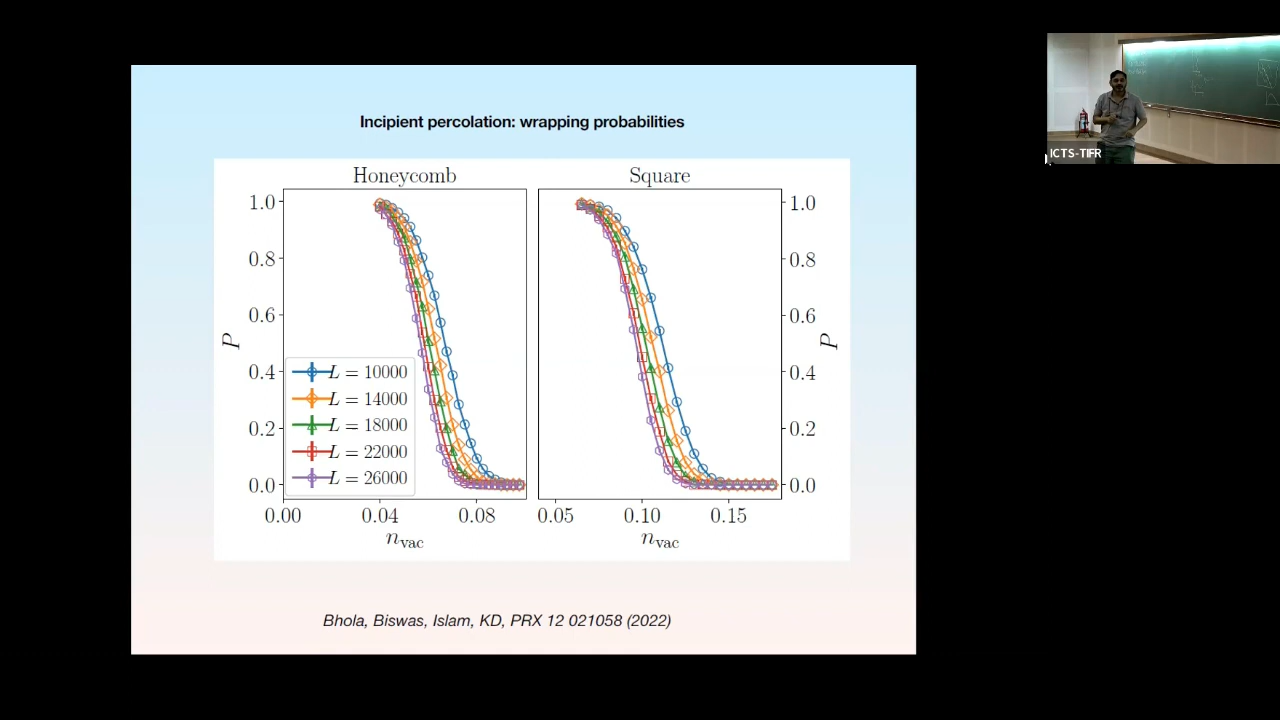 Incipient percolation: wrapping probabilities
Honeycomb
Square
1.0
0.8
0.6
0.4
0.2
0.0
P
L = 10000
L = 14000
L = 18000
L = 22000
L = 26000
0.00 0.04 0.08
n_vac
0.05 0.10 0.15
n_vac
1.0
0.8
0.6
0.4
0.2
0.0
P
Bhola, Biswas, Islam, KD, PRX 12 021058 (2022)
ICTS-TIFR